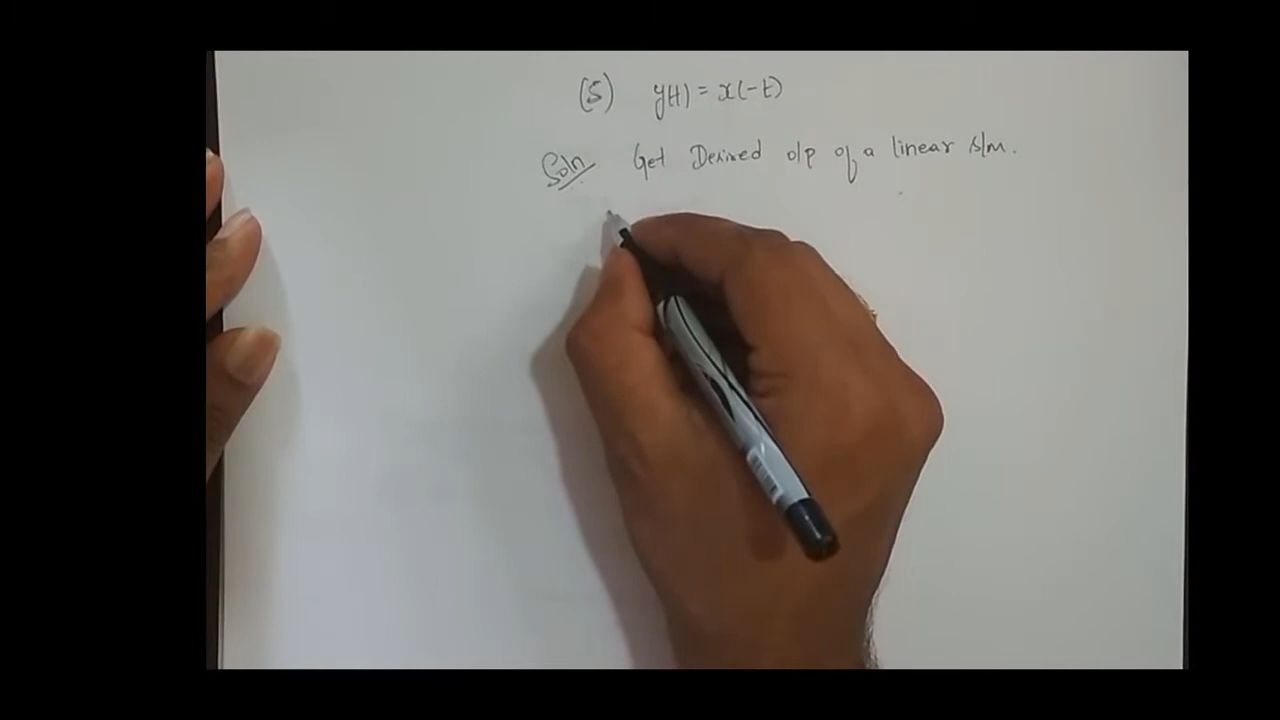 (5) y(t) = x(-t)
Soln Get Desired o/p of a linear s/m.